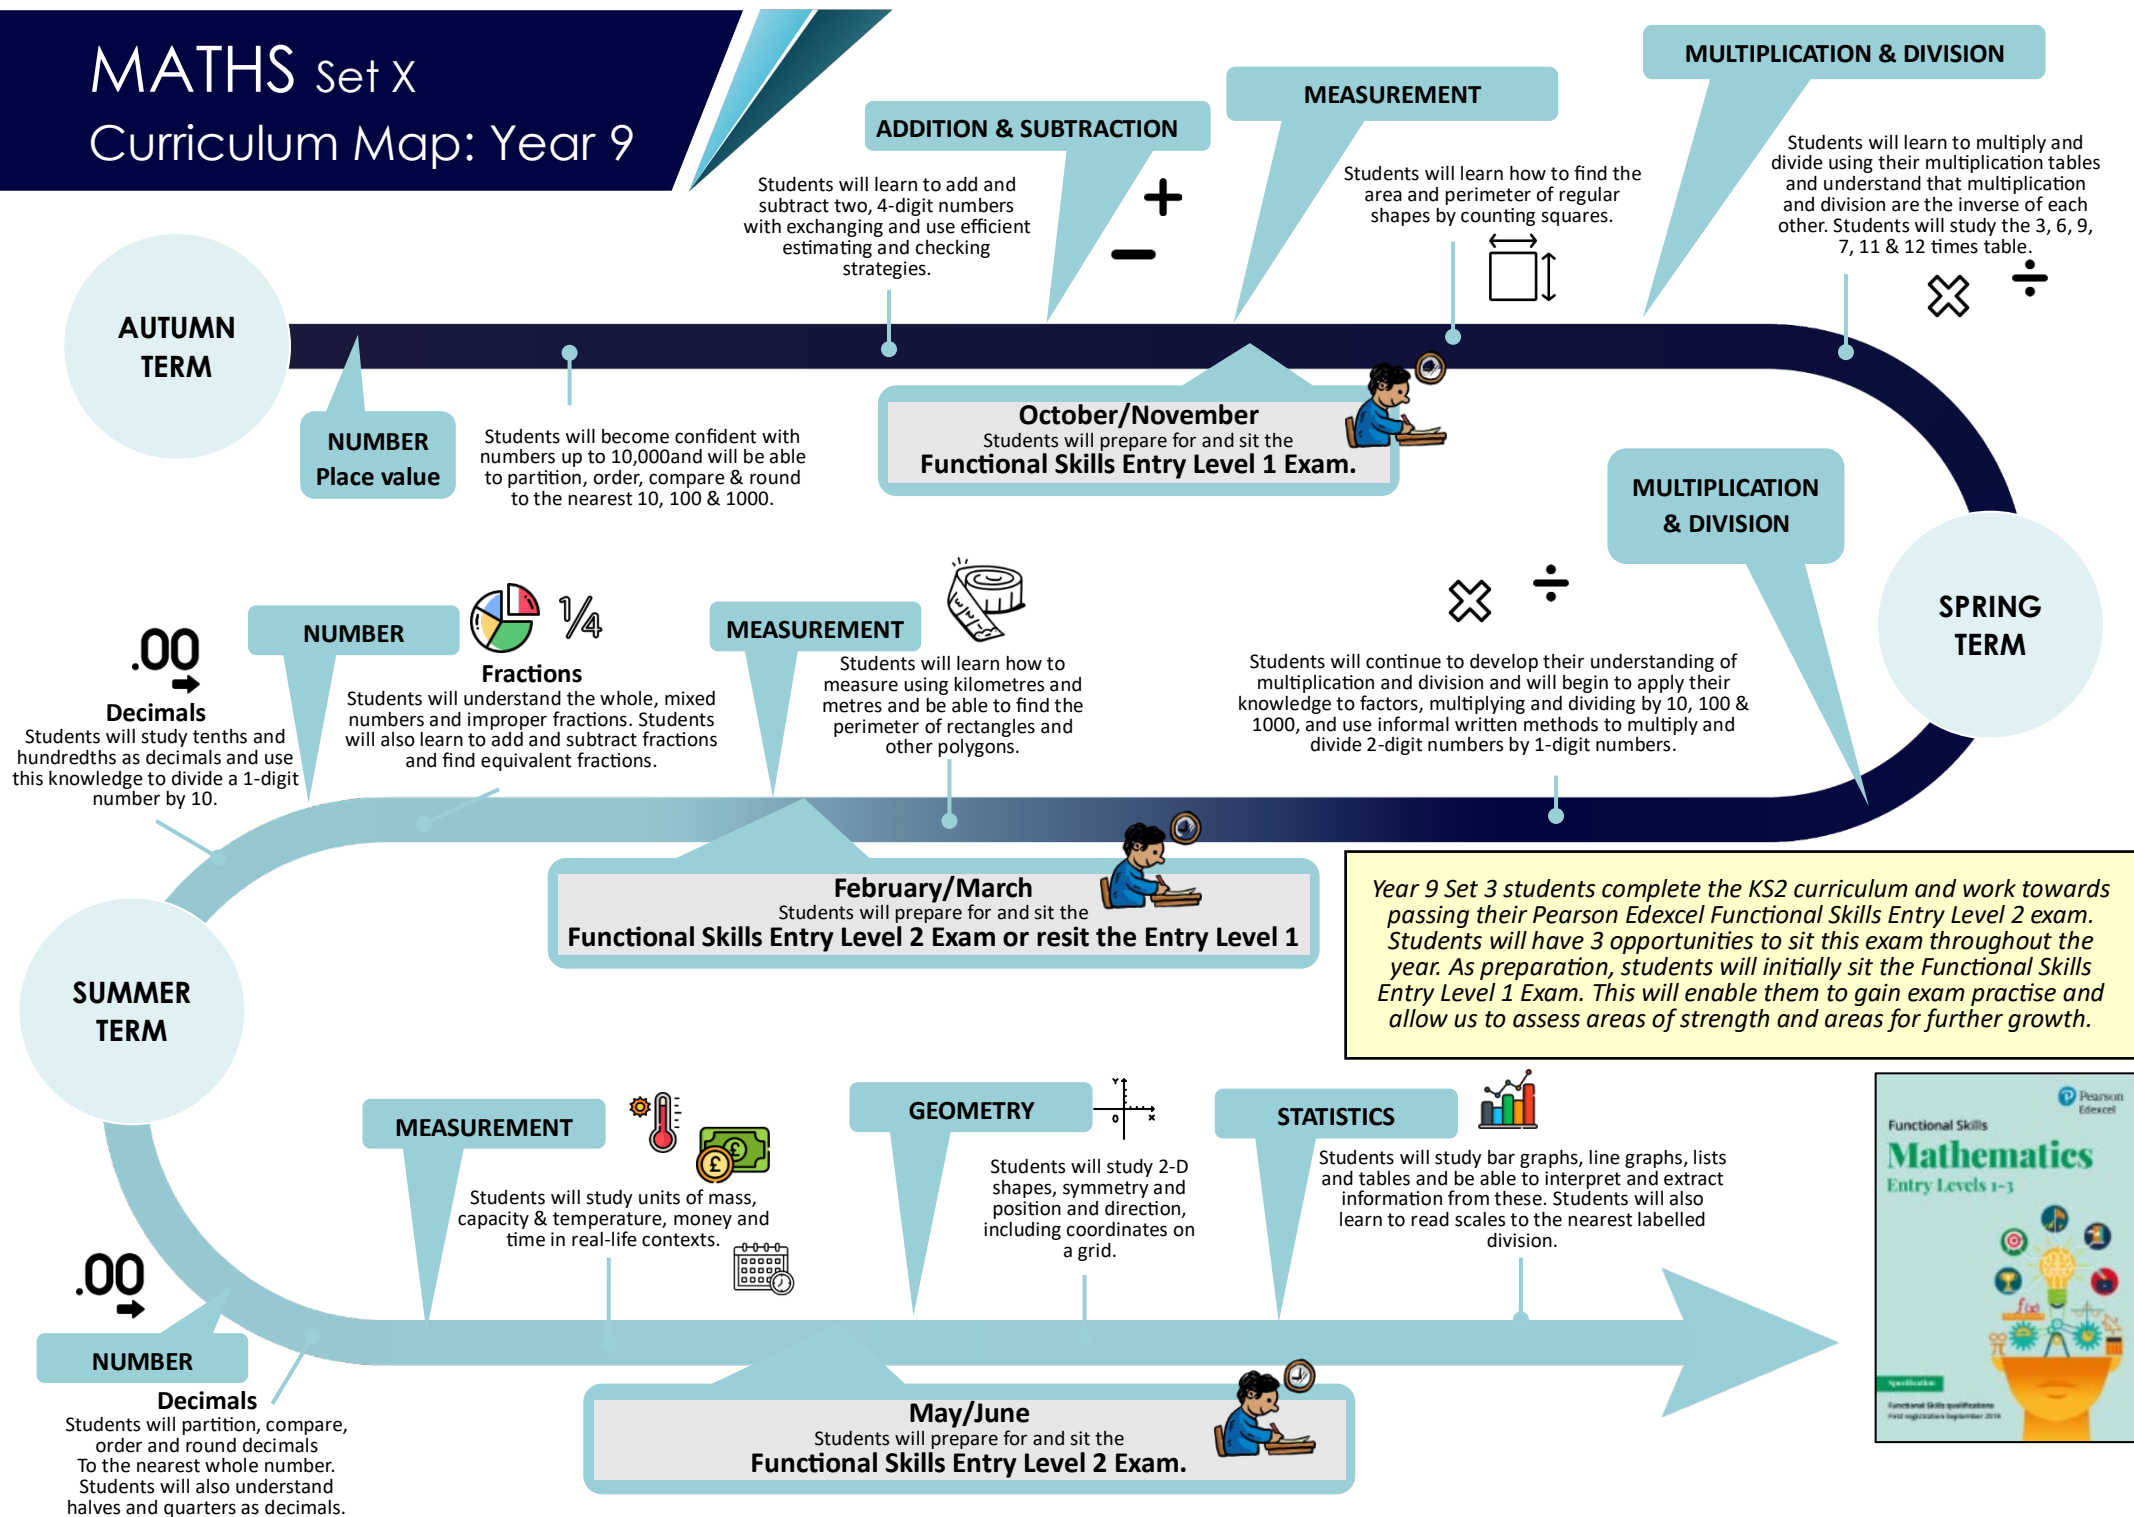 MATHS Set X
Curriculum Map: Year 9
ADDITION & SUBTRACTION
Students will learn to add and
subtract two, 4-digit numbers
with exchanging and use efficient
estimating and checking
strategies.
MEASUREMENT
Students will learn how to find the
area and perimeter of regular
shapes by counting squares.
MULTIPLICATION & DIVISION
Students will learn to multiply and
divide using their multiplication tables
and understand that multiplication
and division are the inverse of each
other. Students will study the 3, 6, 9,
7, 11 & 12 times table.
AUTUMN
TERM
NUMBER
Place value
Students will become confident with
numbers up to 10,000and will be able
to partition, order, compare & round
to the nearest 10, 100 & 1000.
October/November
Students will prepare for and sit the
Functional Skills Entry Level 1 Exam.
SPRING
TERM
MULTIPLICATION
& DIVISION
Students will continue to develop their understanding of
multiplication and division and will begin to apply their
knowledge to factors, multiplying and dividing by 10, 100 &
1000, and use informal written methods to multiply and
divide 2-digit numbers by 1-digit numbers.
MEASUREMENT
Students will learn how to
measure using kilometres and
metres and be able to find the
perimeter of rectangles and
other polygons.
February/March
Students will prepare for and sit the
Functional Skills Entry Level 2 Exam or resit the Entry Level 1
NUMBER
1/4
Fractions
Students will understand the whole, mixed
numbers and improper fractions. Students
will also learn to add and subtract fractions
and find equivalent fractions.
.00
Decimals
Students will study tenths and
hundredths as decimals and use
this knowledge to divide a 1-digit
number by 10.
Year 9 Set 3 students complete the KS2 curriculum and work towards
passing their Pearson Edexcel Functional Skills Entry Level 2 exam.
Students will have 3 opportunities to sit this exam throughout the
year. As preparation, students will initially sit the Functional Skills
Entry Level 1 Exam. This will enable them to gain exam practise and
allow us to assess areas of strength and areas for further growth.
SUMMER
TERM
.00
NUMBER
Decimals
Students will partition, compare,
order and round decimals
To the nearest whole number.
Students will also understand
halves and quarters as decimals.
MEASUREMENT
£
£
Students will study units of mass,
capacity & temperature, money and
time in real-life contexts.
May/June
Students will prepare for and sit the
Functional Skills Entry Level 2 Exam.
GEOMETRY
Y
O
X
Students will study 2-D
shapes, symmetry and
position and direction,
including coordinates on
a grid.
STATISTICS
Students will study bar graphs, line graphs, lists
and tables and be able to interpret and extract
information from these. Students will also
learn to read scales to the nearest labelled
division.
Pearson
Edexcel
Functional Skills
Mathematics
Entry Levels 1-3
f(x)
π
Specification
Functional Skills qualifications
First registration September 2019